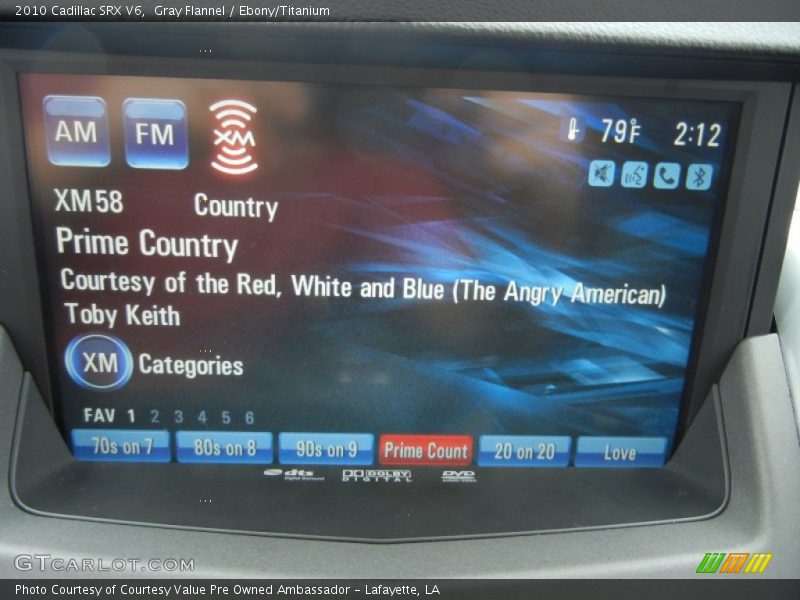 2010 Cadillac SRX V6,  Gray Flannel / Ebony/Titanium
AM FM XM 79°F 2:12
XM58 Country
Prime Country
Courtesy of the Red, White and Blue (The Angry American)
Toby Keith
XM Categories
FAV 1 2 3 4 5 6
70s on 7 80s on 8 90s on 9 Prime Count 20 on 20 Love
dts Digital Surround DOLBY DIGITAL DVD
GTCARLOT.COM
Photo Courtesy of Courtesy Value Pre Owned Ambassador - Lafayette, LA